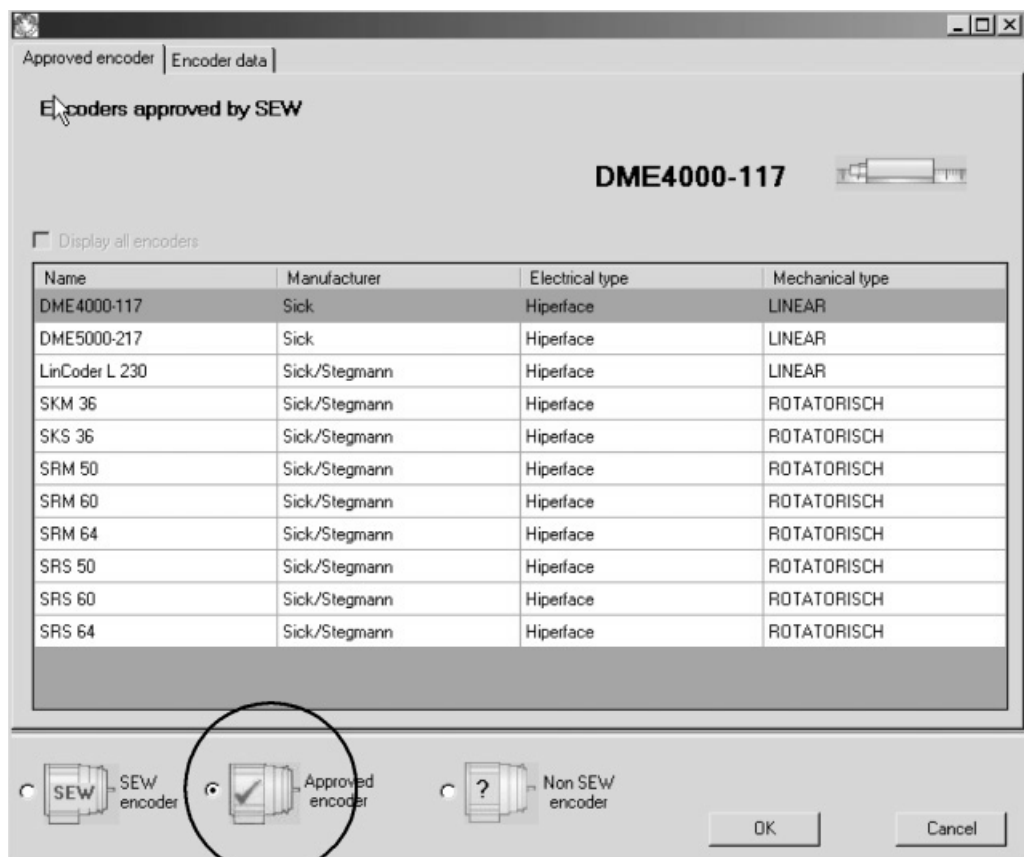 Approved encoder Encoder data
Encoders approved by SEW
DME4000-117
Display all encoders
Name Manufacturer Electrical type Mechanical type
DME4000-117 Sick Hiperface LINEAR
DME5000-217 Sick Hiperface LINEAR
LinCoder L 230 Sick/Stegmann Hiperface LINEAR
SKM 36 Sick/Stegmann Hiperface ROTATORISCH
SKS 36 Sick/Stegmann Hiperface ROTATORISCH
SRM 50 Sick/Stegmann Hiperface ROTATORISCH
SRM 60 Sick/Stegmann Hiperface ROTATORISCH
SRM 64 Sick/Stegmann Hiperface ROTATORISCH
SRS 50 Sick/Stegmann Hiperface ROTATORISCH
SRS 60 Sick/Stegmann Hiperface ROTATORISCH
SRS 64 Sick/Stegmann Hiperface ROTATORISCH
SEW
SEW
encoder
Approved
encoder
?
Non SEW
encoder
OK Cancel